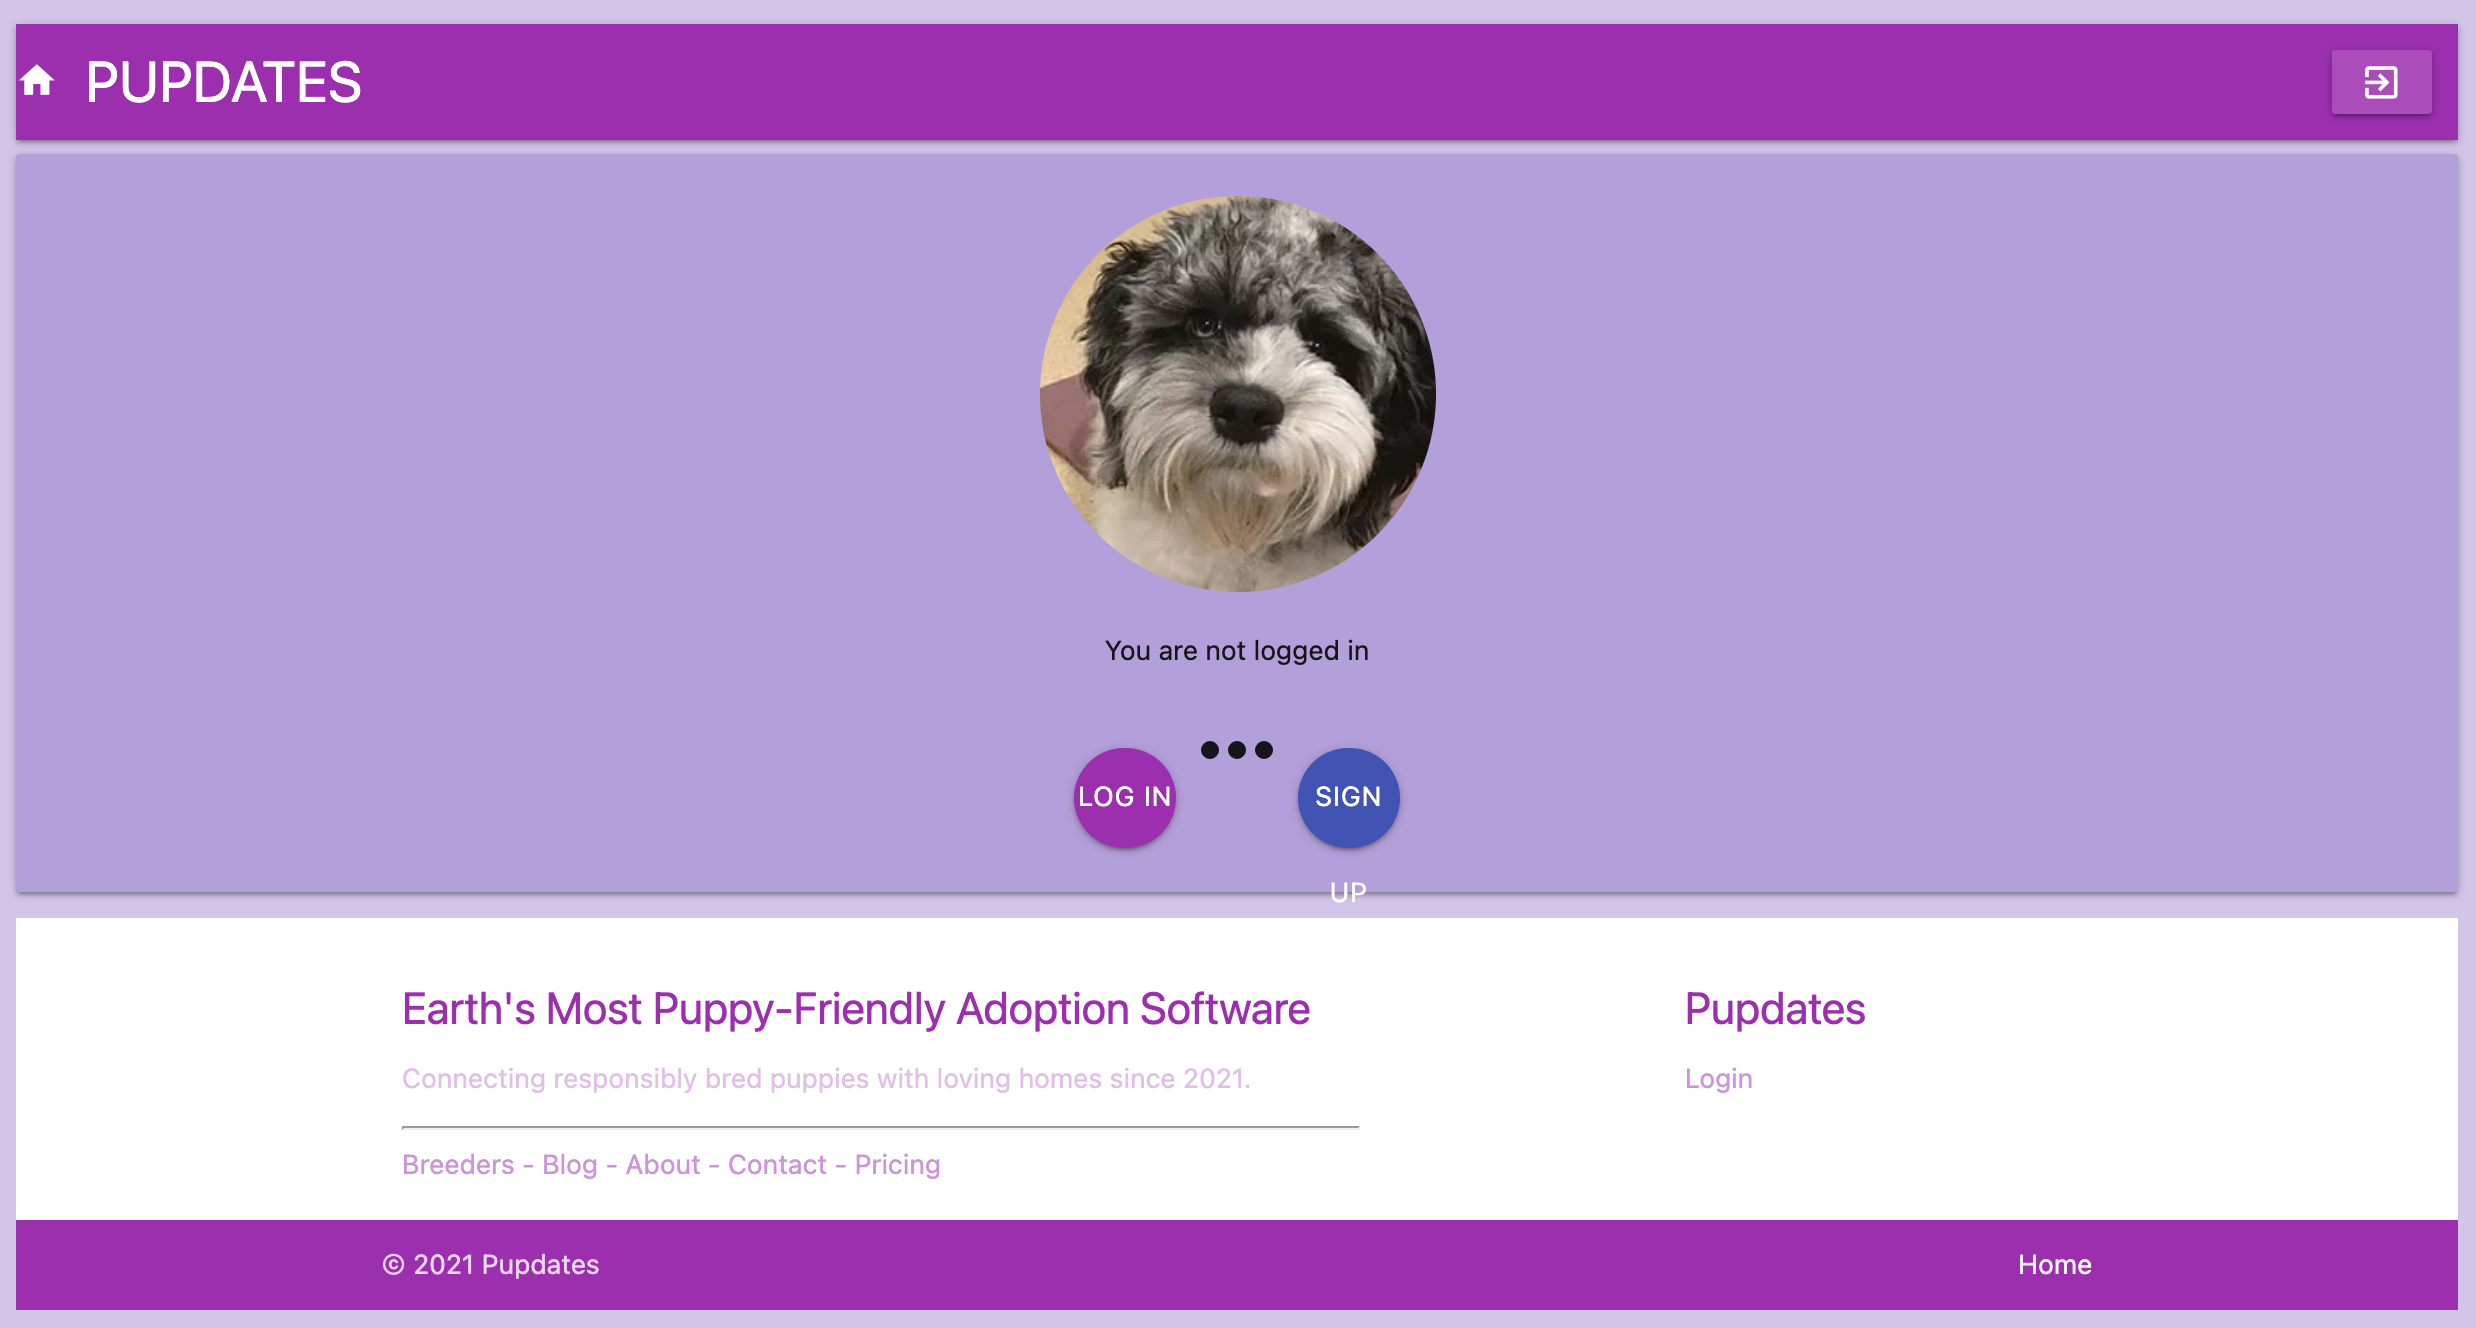 PUPDATES
You are not logged in
LOG IN
SIGN
UP
Earth's Most Puppy-Friendly Adoption Software
Connecting responsibly bred puppies with loving homes since 2021.
Breeders - Blog - About - Contact - Pricing
Pupdates
Login
© 2021 Pupdates
Home